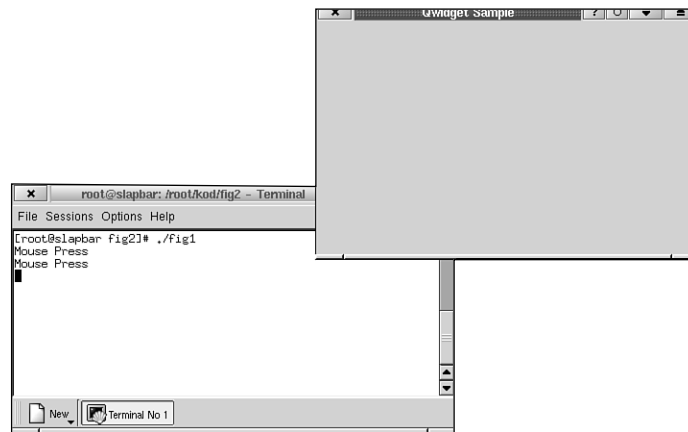 Qwidget Sample
root@slapbar: /root/kod/fig2 - Terminal
File Sessions Options Help
[root@slapbar fig2]# ./fig1
Mouse Press
Mouse Press
New
Terminal No 1